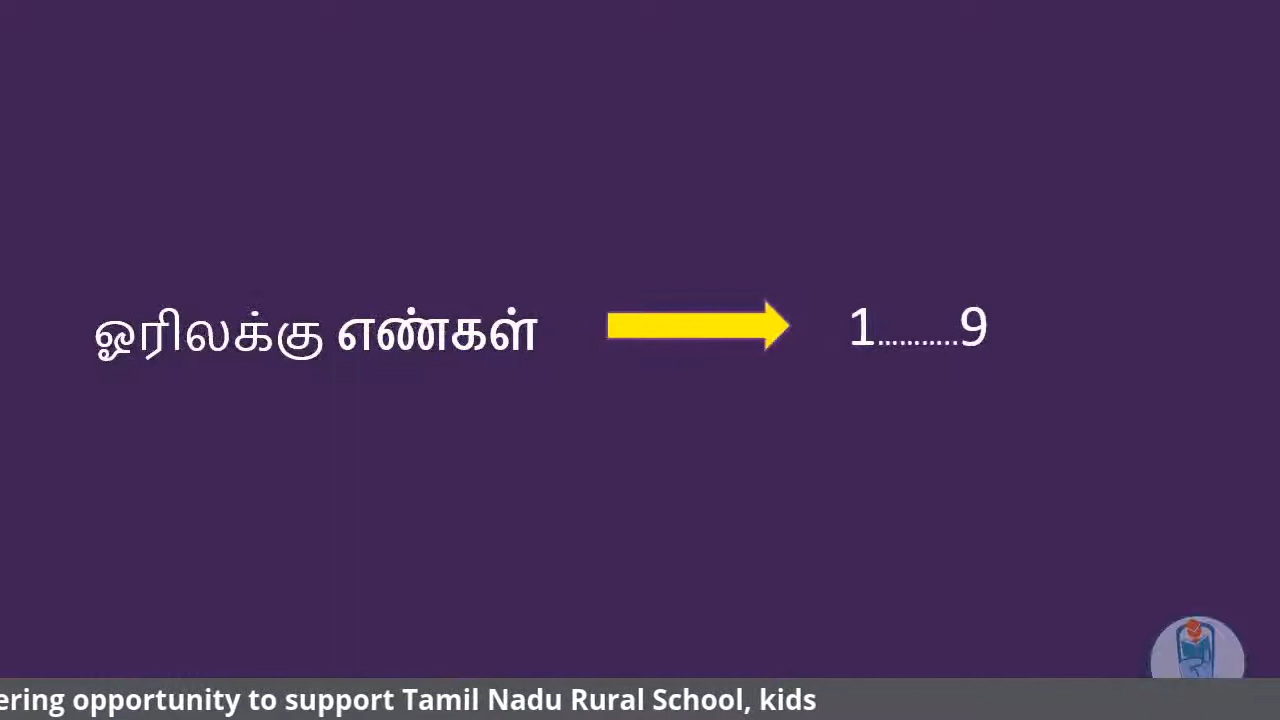 ஓரிலக்கு எண்கள் 1...........9
ering opportunity to support Tamil Nadu Rural School, kids